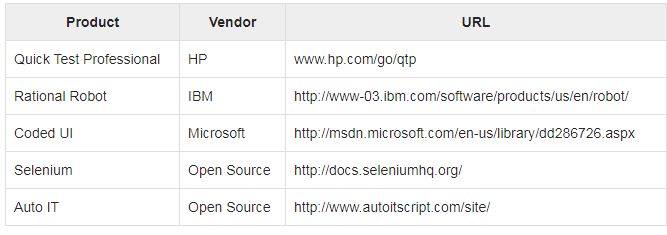 Product Vendor URL
Quick Test Professional HP www.hp.com/go/qtp
Rational Robot IBM http://www-03.ibm.com/software/products/us/en/robot/
Coded UI Microsoft http://msdn.microsoft.com/en-us/library/dd286726.aspx
Selenium Open Source http://docs.seleniumhq.org/
Auto IT Open Source http://www.autoitscript.com/site/